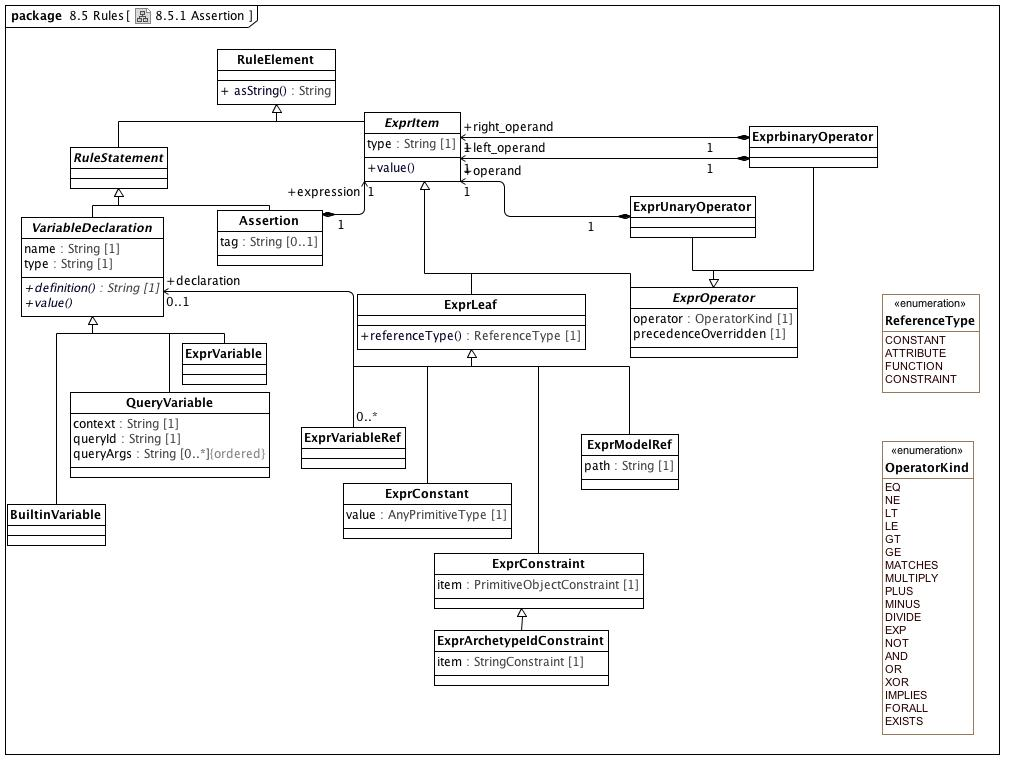 package 8.5 Rules[ 8.5.1 Assertion ]
RuleElement
+ asString() : String
ExprItem
type : String [1]
+value()
+right_operand
1
1
+left_operand
1
1
+operand
1
1
ExprbinaryOperator
RuleStatement
+expression
1
1
ExprUnaryOperator
VariableDeclaration
name : String [1]
type : String [1]
+definition() : String [1]
+value()
Assertion
tag : String [0..1]
+declaration
0..1
ExprLeaf
+referenceType() : ReferenceType [1]
ExprOperator
operator : OperatorKind [1]
precedenceOverridden [1]
«enumeration»
ReferenceType
CONSTANT
ATTRIBUTE
FUNCTION
CONSTRAINT
ExprVariable
QueryVariable
context : String [1]
queryId : String [1]
queryArgs : String [0..*]{ordered}
0..*
ExprVariableRef
ExprModelRef
path : String [1]
ExprConstant
value : AnyPrimitiveType [1]
BuiltinVariable
ExprConstraint
item : PrimitiveObjectConstraint [1]
ExprArchetypeIdConstraint
item : StringConstraint [1]
«enumeration»
OperatorKind
EQ
NE
LT
LE
GT
GE
MATCHES
MULTIPLY
PLUS
MINUS
DIVIDE
EXP
NOT
AND
OR
XOR
IMPLIES
FORALL
EXISTS